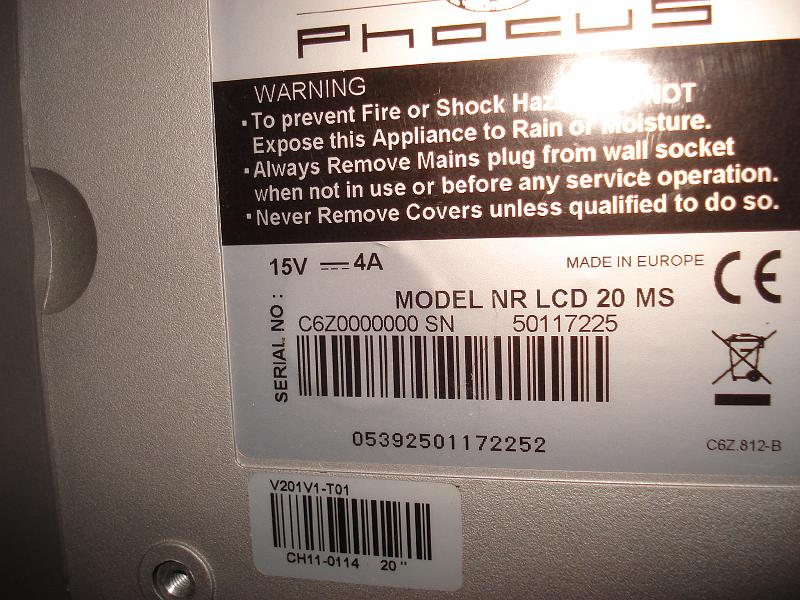 PHOCUS
WARNING
▪To prevent Fire or Shock NOT
Expose this Appliance to Rain or Moisture.
▪Always Remove Mains plug from wall socket
when not in use or before any service operation.
▪Never Remove Covers unless qualified to do so.
15V ⎓ 4A
MADE IN EUROPE
CE
MODEL NR LCD 20 MS
SERIAL NO :
C6Z0000000 SN 50117225
05392501172252
C6Z.812-B
V201V1-T01
CH11-0114 20"